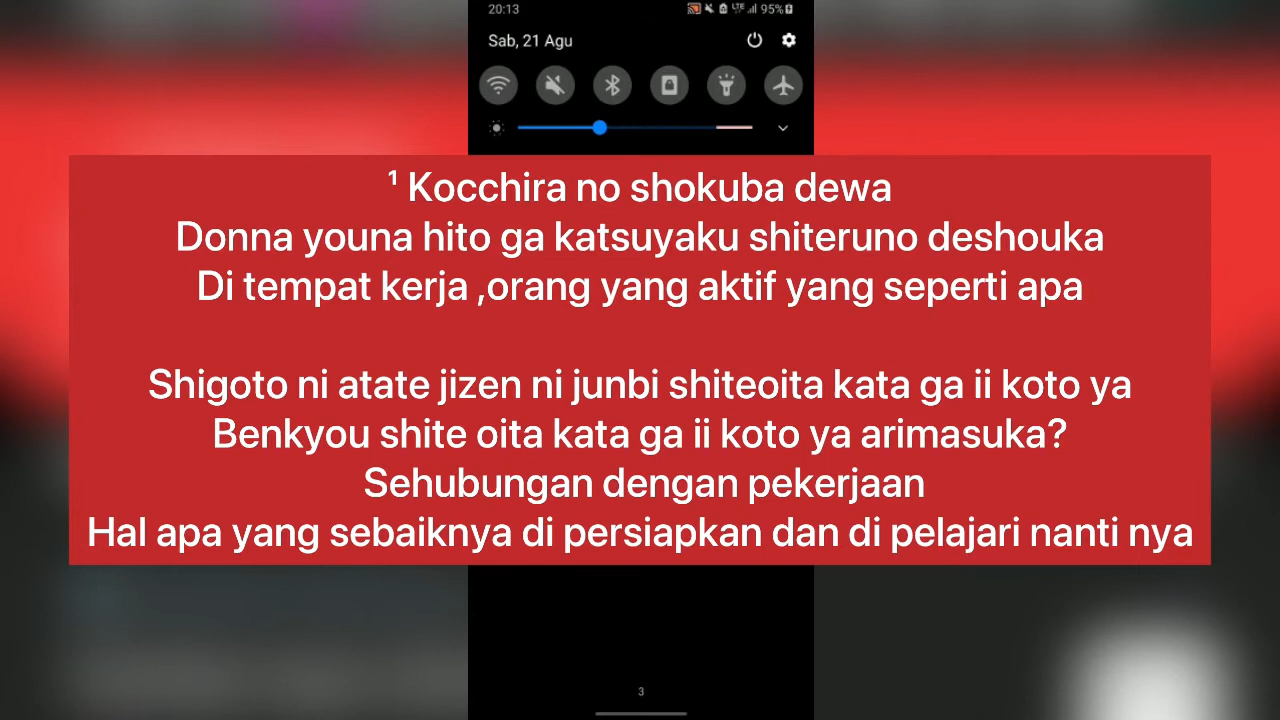 20:13
LTE
95%
Sab, 21 Agu
¹ Kocchira no shokuba dewa
Donna youna hito ga katsuyaku shiteruno deshouka
Di tempat kerja ,orang yang aktif yang seperti apa
Shigoto ni atate jizen ni junbi shiteoita kata ga ii koto ya
Benkyou shite oita kata ga ii koto ya arimasuka?
Sehubungan dengan pekerjaan
Hal apa yang sebaiknya di persiapkan dan di pelajari nanti nya
3